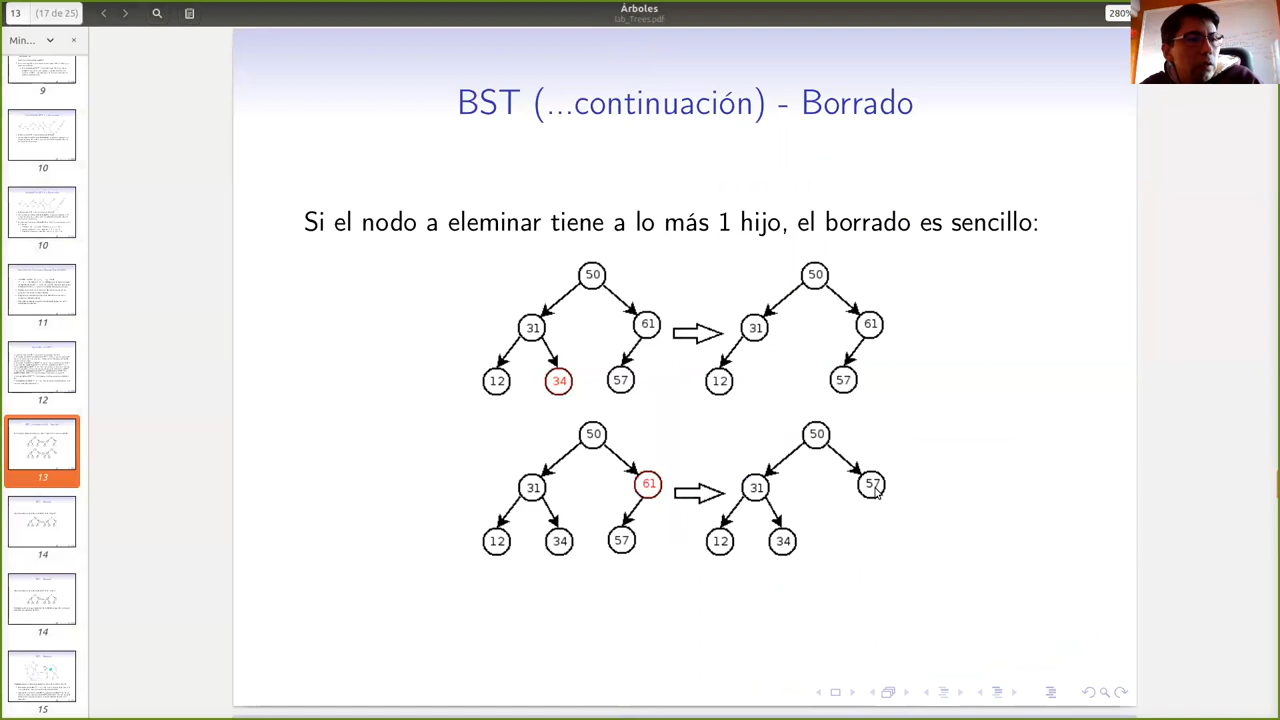 13 (17 de 25)
Árboles
lab_Trees.pdf
280%
Min...
9
10
10
11
12
13
14
14
15
BST (...continuación) - Borrado
Si el nodo a eleminar tiene a lo más 1 hijo, el borrado es sencillo:
50 50
31 61 31 61
12 34 57 12 57
50 50
31 61 31 57
12 34 57 12 34